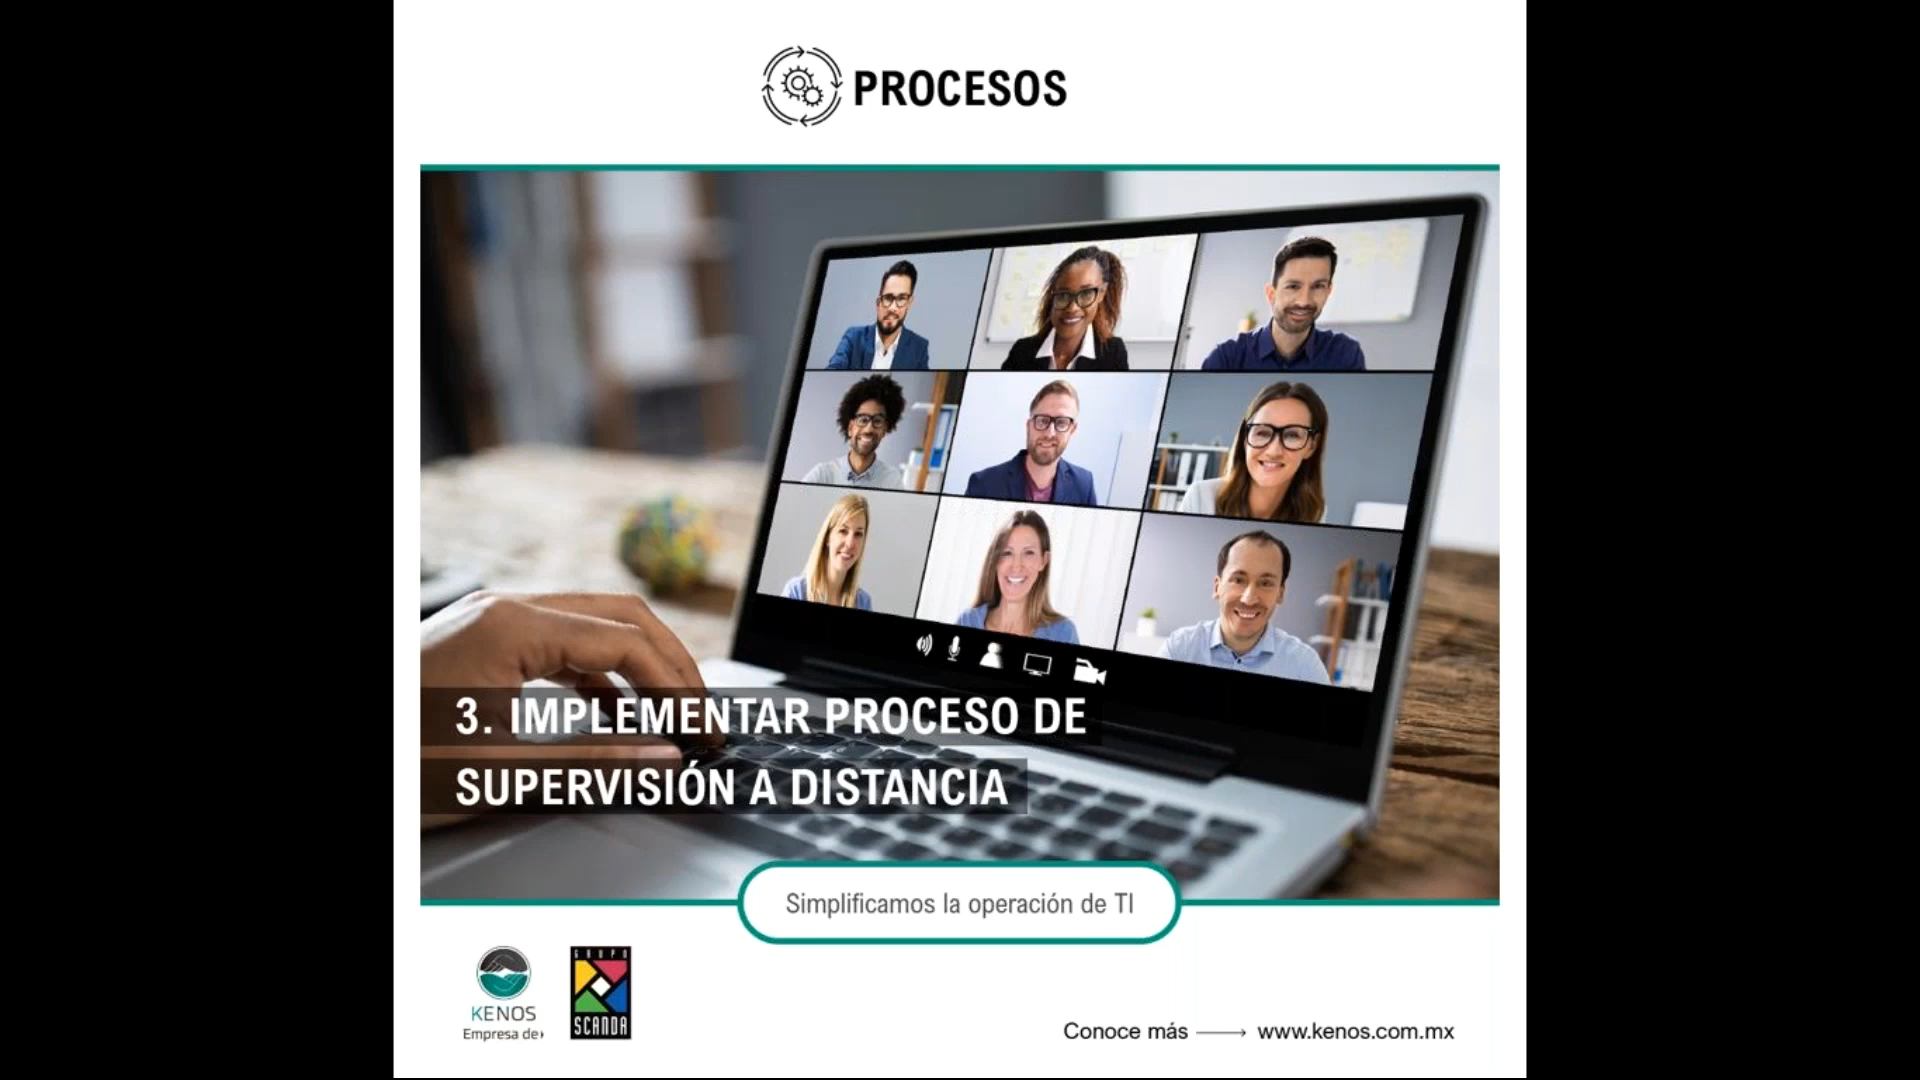 PROCESOS
3. IMPLEMENTAR PROCESO DE
SUPERVISIÓN A DISTANCIA
Simplificamos la operación de TI
KENOS
Empresa de
GRUPO
SCANDA
Conoce más
www.kenos.com.mx